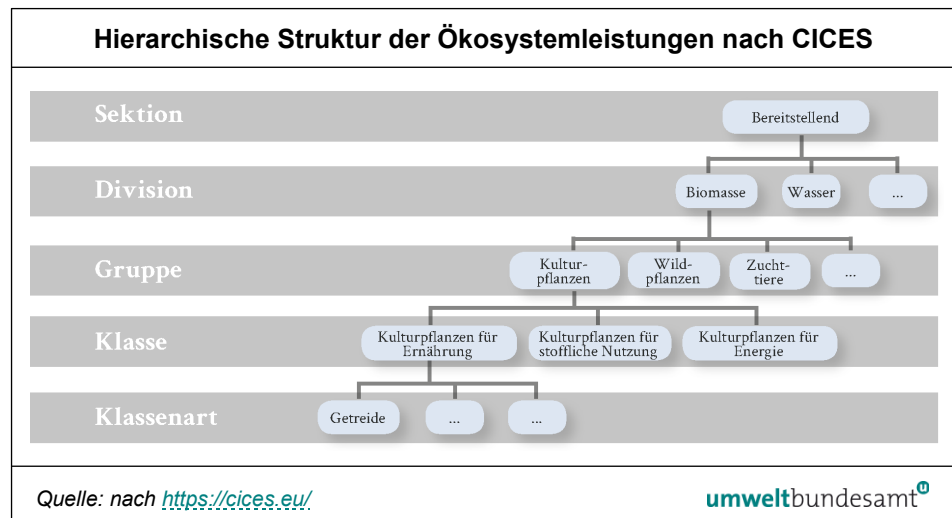 Hierarchische Struktur der Ökosystemleistungen nach CICES
Sektion
Bereitstellend
Division
Biomasse
Wasser
...
Gruppe
Kultur-
pflanzen
Wild-
pflanzen
Zucht-
tiere
...
Klasse
Kulturpflanzen für
Ernährung
Kulturpflanzen für
stoffliche Nutzung
Kulturpflanzen für
Energie
Klassenart
Getreide
...
...
Quelle: nach https://cices.eu/
umweltbundesamt u